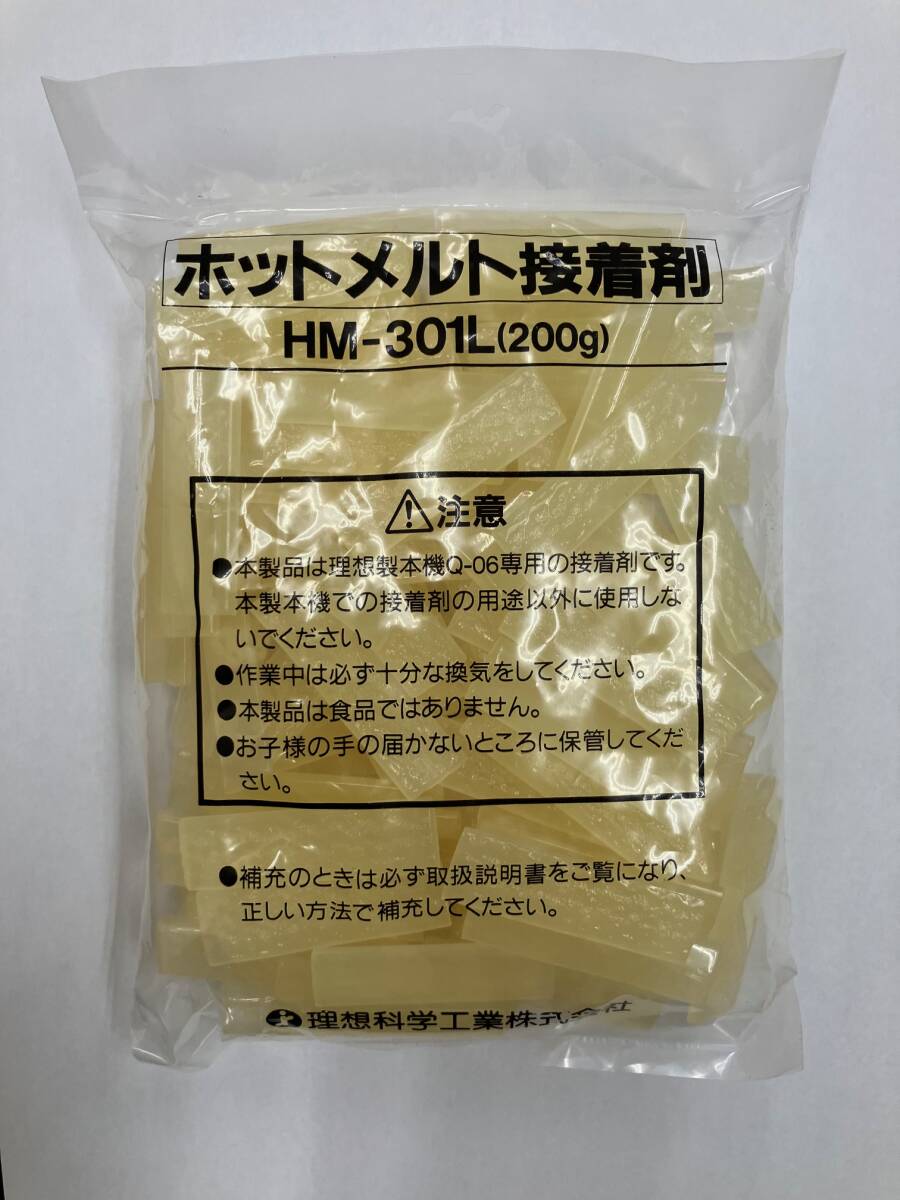 ホットメルト接着剤
HM-301L(200g)
注意
●本製品は理想製本機Q-06専用の接着剤です。
本製本機での接着剤の用途以外に使用しな
いでください。
●作業中は必ず十分な換気をしてください。
●本製品は食品ではありません。
●お子様の手の届かないところに保管してくだ
さい。
●補充のときは必ず取扱説明書をご覧になり、
正しい方法で補充してください。
理想科学工業株式会社